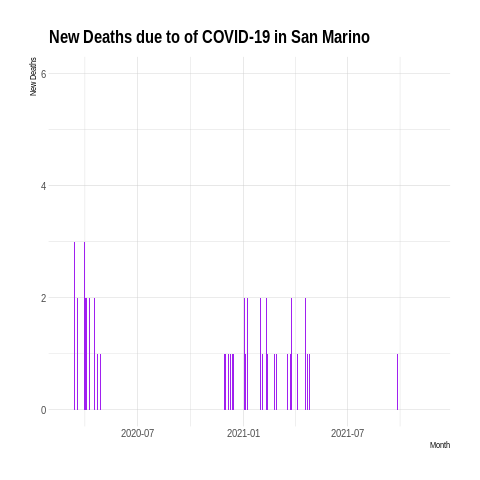 New Deaths due to of COVID-19 in San Marino
New Deaths
6
4
2
0
2020-07
2021-01
2021-07
Month